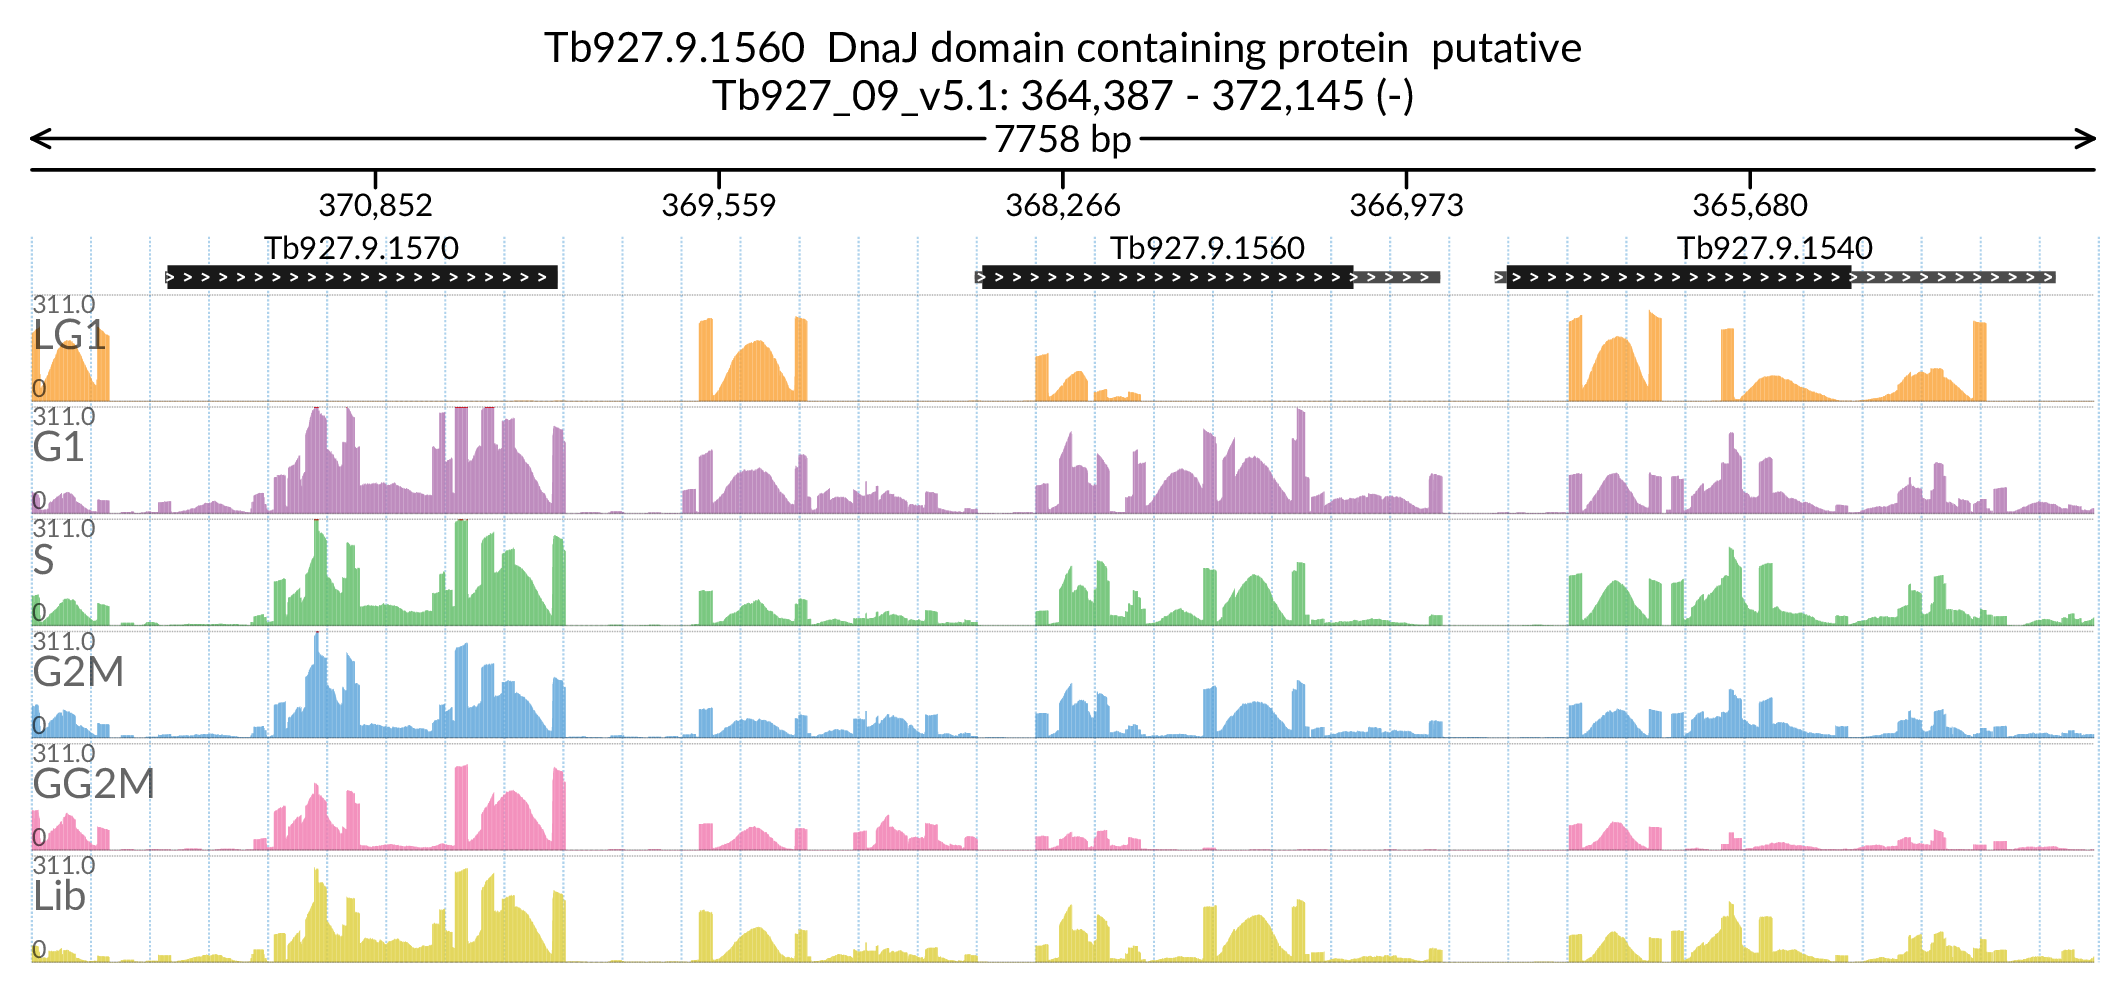 Tb927.9.1560  DnaJ domain containing protein  putative
Tb927_09_v5.1: 364,387 - 372,145 (-)
7758 bp
370,852 369,559 368,266 366,973 365,680
Tb927.9.1570 Tb927.9.1560 Tb927.9.1540
311.0
LG1
0
311.0
G1
0
311.0
S
0
311.0
G2M
0
311.0
GG2M
0
311.0
Lib
0